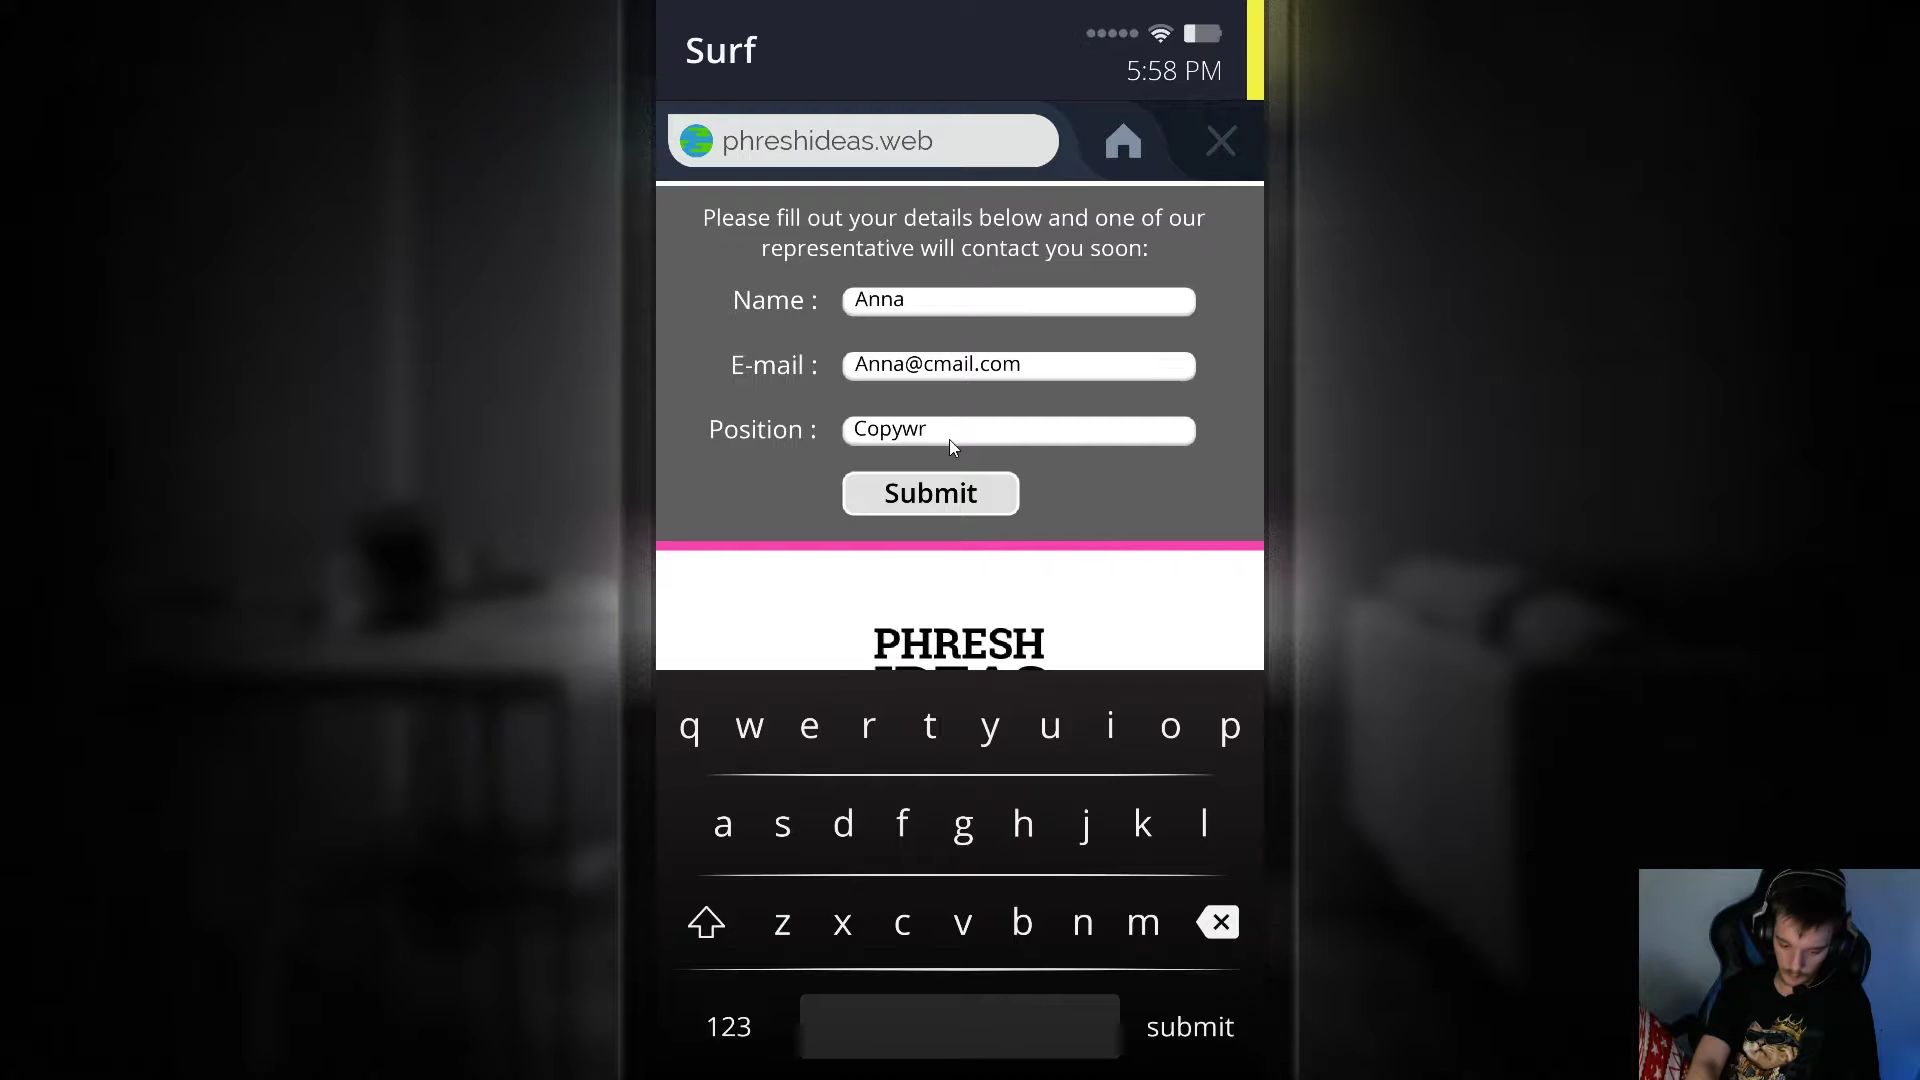 Surf
5:58 PM
phreshideas.web
Please fill out your details below and one of our
representative will contact you soon:
Name : Anna
E-mail : Anna@cmail.com
Position : Copywr
Submit
PHRESH
IDEAS
q w e r t y u i o p
a s d f g h j k l
z x c v b n m
123 submit